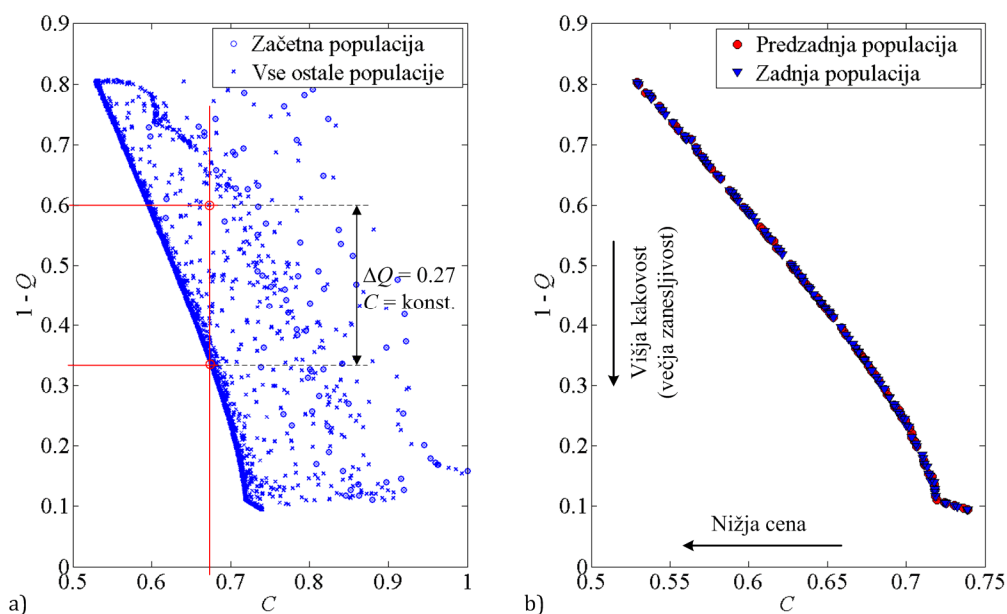 0.9
0.8
0.7
0.6
0.5
0.4
0.3
0.2
0.1
0
1 - Q
Začetna populacija
Vse ostale populacije
ΔQ = 0.27
C = konst.
0.5
0.6
0.7
0.8
0.9
1
C
a)
0.9
0.8
0.7
0.6
0.5
0.4
0.3
0.2
0.1
0
1 - Q
Predzadnja populacija
Zadnja populacija
Višja kakovost
(večja zanesljivost)
Nižja cena
0.5
0.55
0.6
0.65
0.7
0.75
C
b)